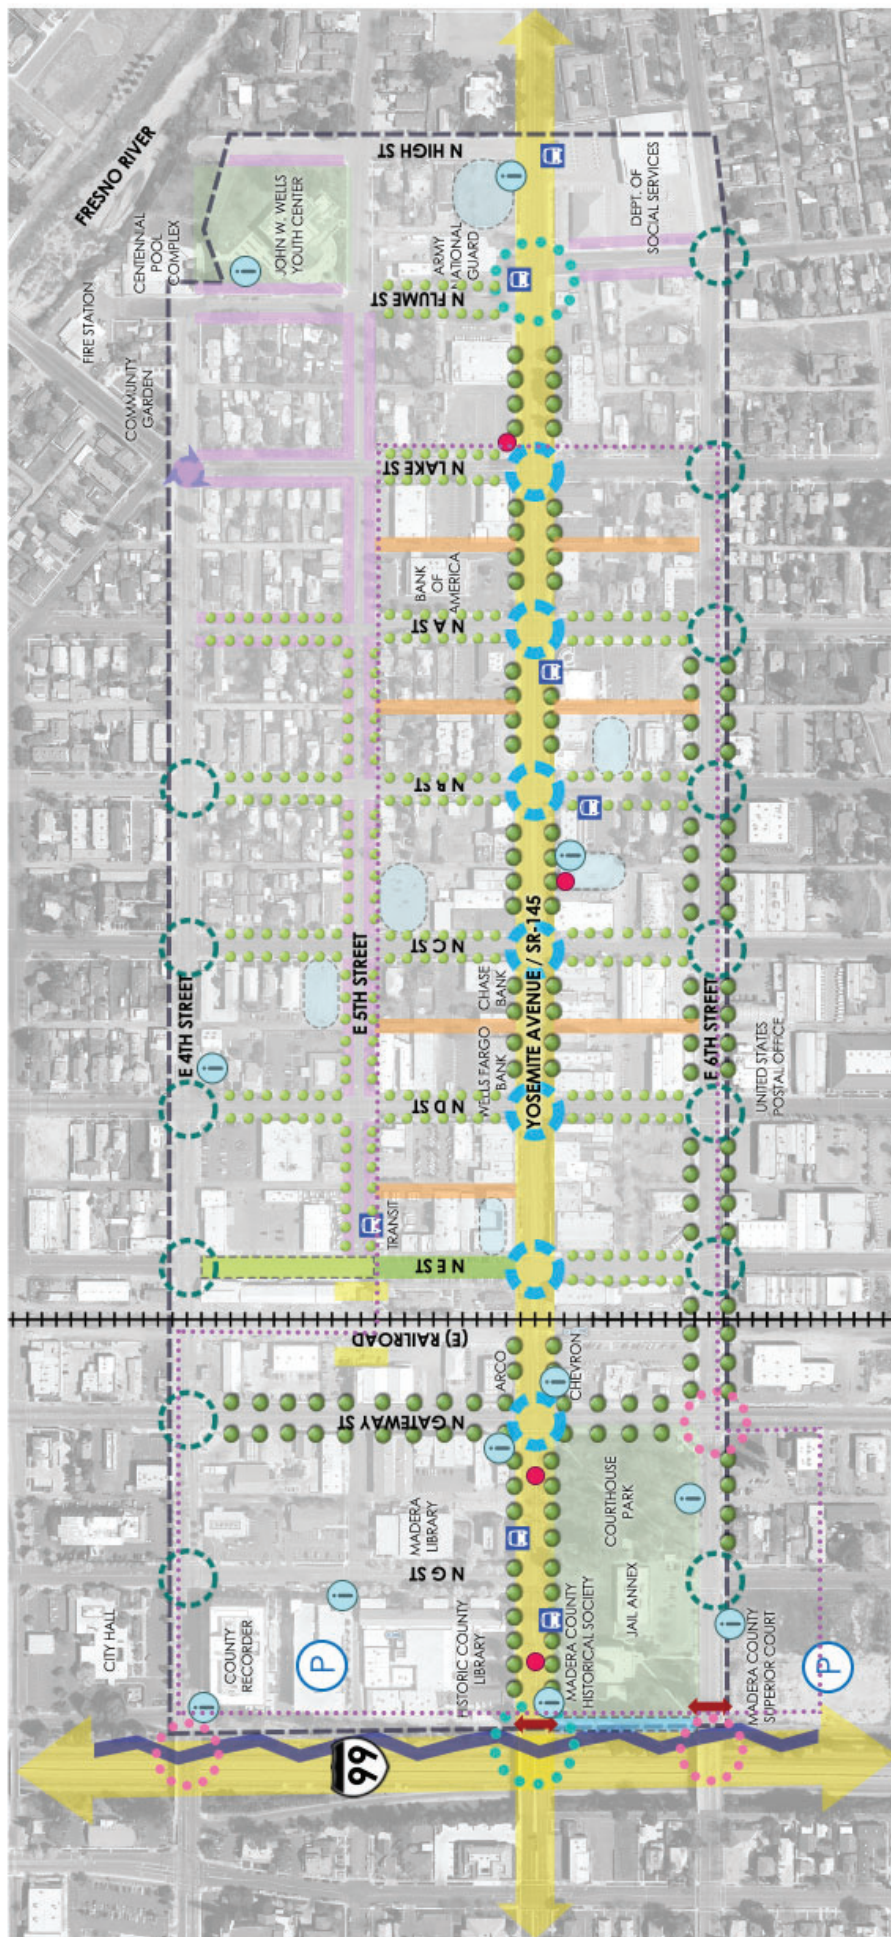 FRESNO RIVER
N HIGH ST
CENTENNIAL
POOL
COMPLEX
JOHN W. WELLS
YOUTH CENTER
ARMY
NATIONAL
GUARD
DEPT. OF
SOCIAL SERVICES
FIRE STATION
N FLUME ST
COMMUNITY
GARDEN
N LAKE ST
BANK
OF
AMERICA
N A ST
N B ST
N C ST
E 4TH STREET
E 5TH STREET
CHASE
BANK
YOSEMITE AVENUE / SR-145
E 6TH STREET
WELLS FARGO
BANK
N D ST
UNITED STATES
POSTAL OFFICE
TRANSIT
N E ST
(E) RAILROAD
ARCO
CHEVRON
N GATEWAY ST
MADERA
LIBRARY
COURTHOUSE
PARK
N G ST
CITY HALL
COUNTY
RECORDER
HISTORIC COUNTY
LIBRARY
MADERA COUNTY
HISTORICAL SOCIETY
JAIL ANNEX
MADERA COUNTY
SUPERIOR COURT
P
P
99
i
i
i
i
i
i
i
i
i
i
i
i